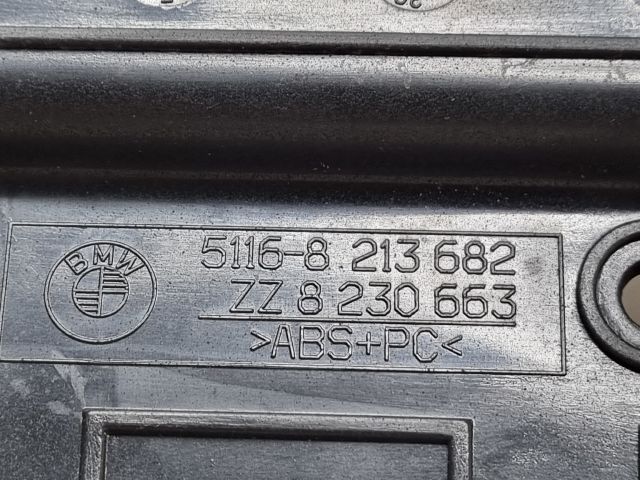 BMW
5116-8 213 682
ZZ 8 230 663
>ABS+PC<